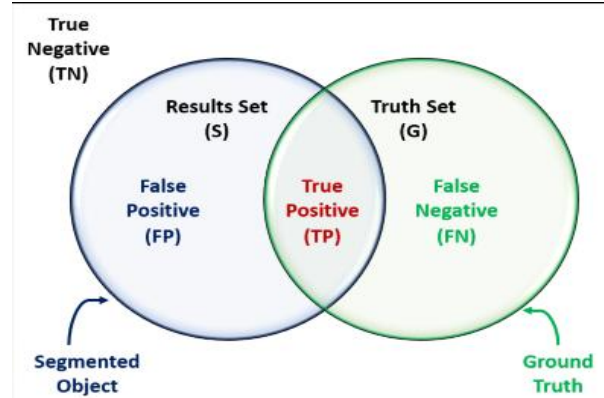 True
Negative
(TN)
Results Set
(S)
Truth Set
(G)
False
Positive
(FP)
True
Positive
(TP)
False
Negative
(FN)
Segmented
Object
Ground
Truth